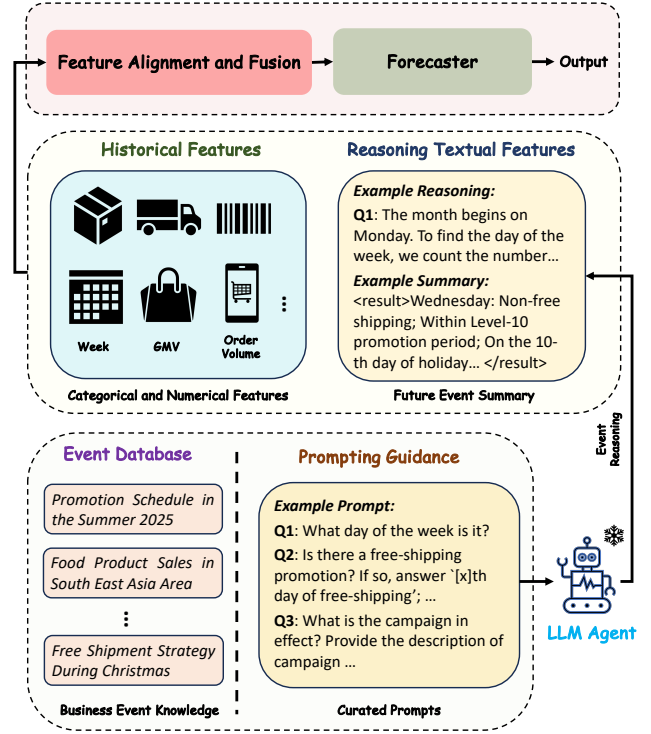 Feature Alignment and Fusion
Forecaster
Output
Historical Features
Week
GMV
Order
Volume
Categorical and Numerical Features
Reasoning Textual Features
Example Reasoning:
Q1: The month begins on
Monday. To find the day of the
week, we count the number…
Example Summary:
<result>Wednesday: Non-free
shipping; Within Level-10
promotion period; On the 10-
th day of holiday… </result>
Future Event Summary
Event
Reasoning
Event Database
Promotion Schedule in
the Summer 2025
Food Product Sales in
South East Asia Area
Free Shipment Strategy
During Christmas
Business Event Knowledge
Prompting Guidance
Example Prompt:
Q1: What day of the week is it?
Q2: Is there a free-shipping
promotion? If so, answer `[x]th
day of free-shipping’; …
Q3: What is the campaign in
effect? Provide the description of
campaign …
Curated Prompts
LLM Agent